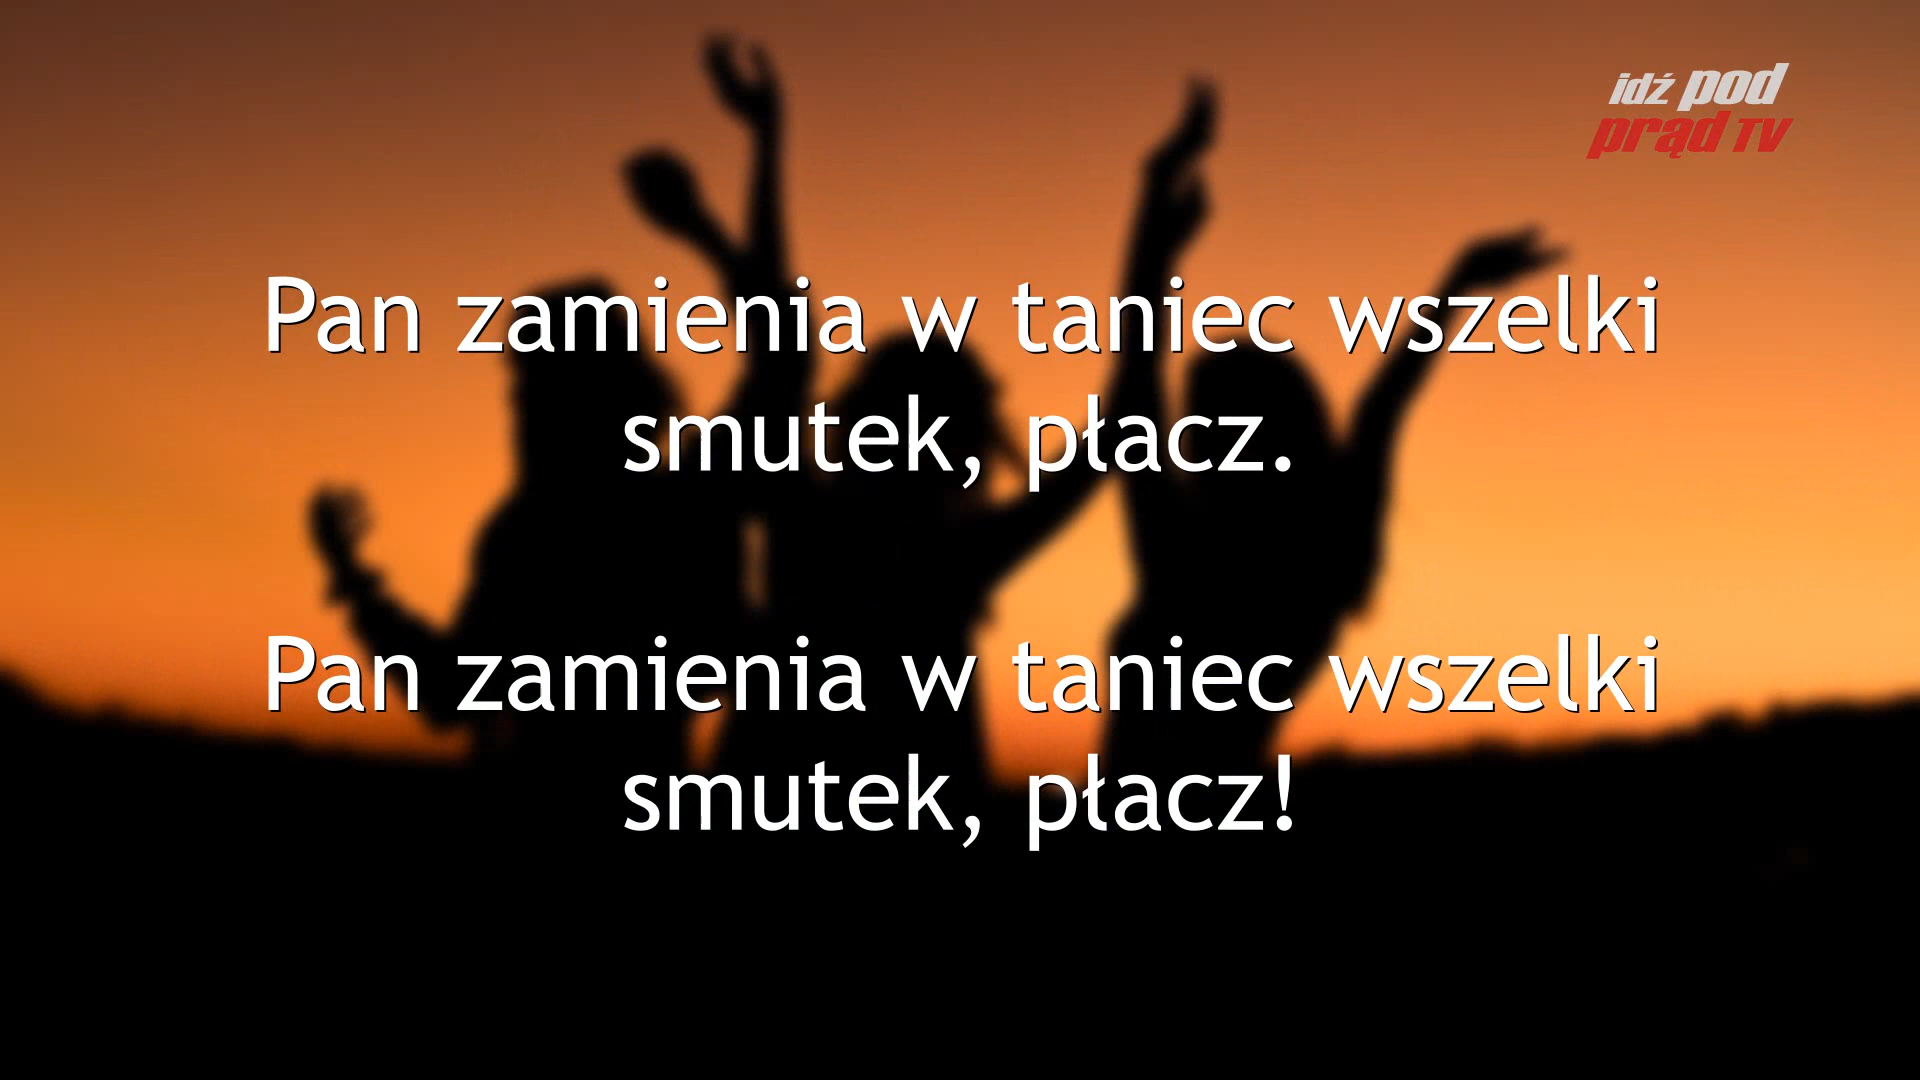 idź pod
prąd TV
Pan zamienia w taniec wszelki
smutek, płacz.
Pan zamienia w taniec wszelki
smutek, płacz!